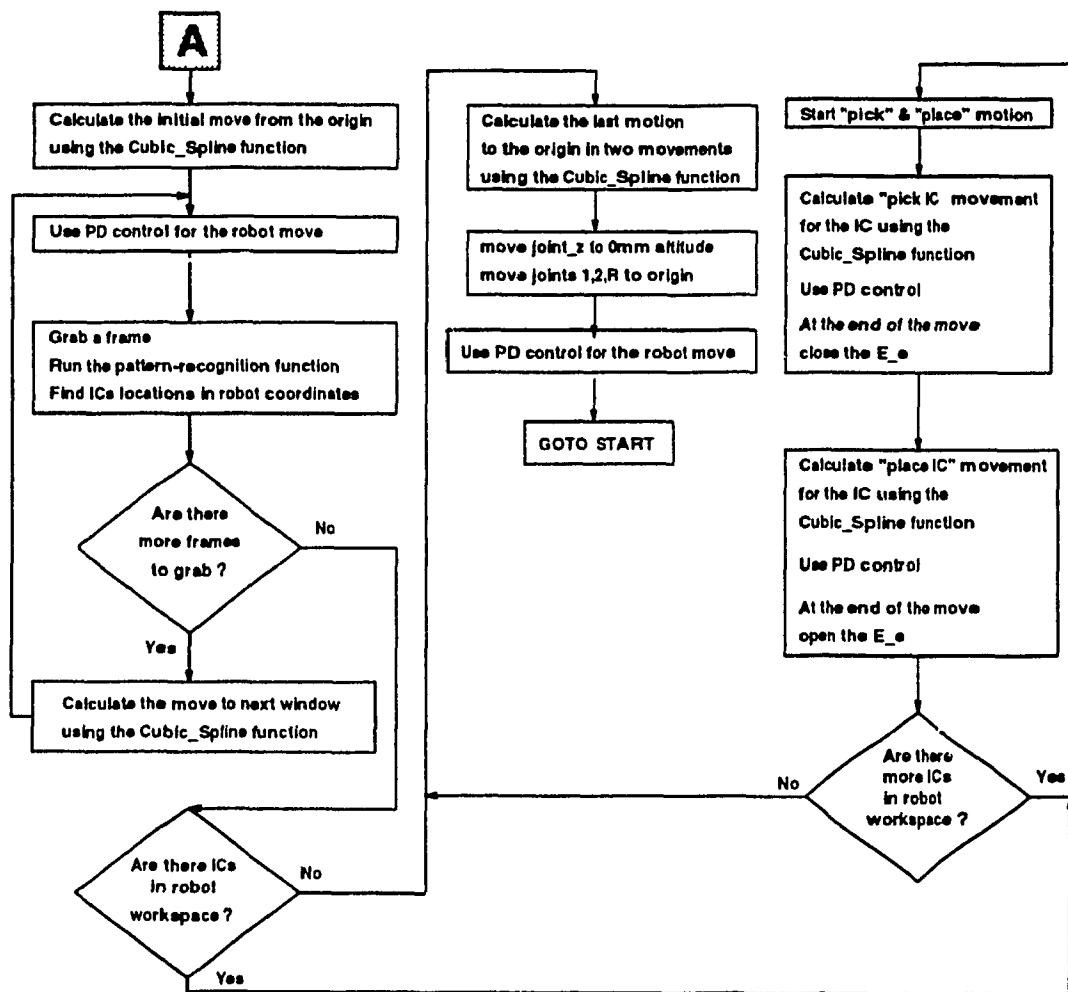 A
Calculate the initial move from the origin
using the Cubic_Spline function
Use PD control for the robot move
Grab a frame
Run the pattern-recognition function
Find ICs locations in robot coordinates
Are there
more frames
to grab ?
No
Yes
Calculate the move to next window
using the Cubic_Spline function
Are there ICs
in robot
workspace ?
No
Yes
Calculate the last motion
to the origin in two movements
using the Cubic_Spline function
move joint_z to 0mm altitude
move joints 1,2,R to origin
Use PD control for the robot move
GOTO START
Start "pick" & "place" motion
Calculate "pick IC movement
for the IC using the
Cubic_Spline function
Use PD control
At the end of the move
close the E_e
Calculate "place IC" movement
for the IC using the
Cubic_Spline function
Use PD control
At the end of the move
open the E_e
Are there
more ICs
in robot
workspace ?
No
Yes